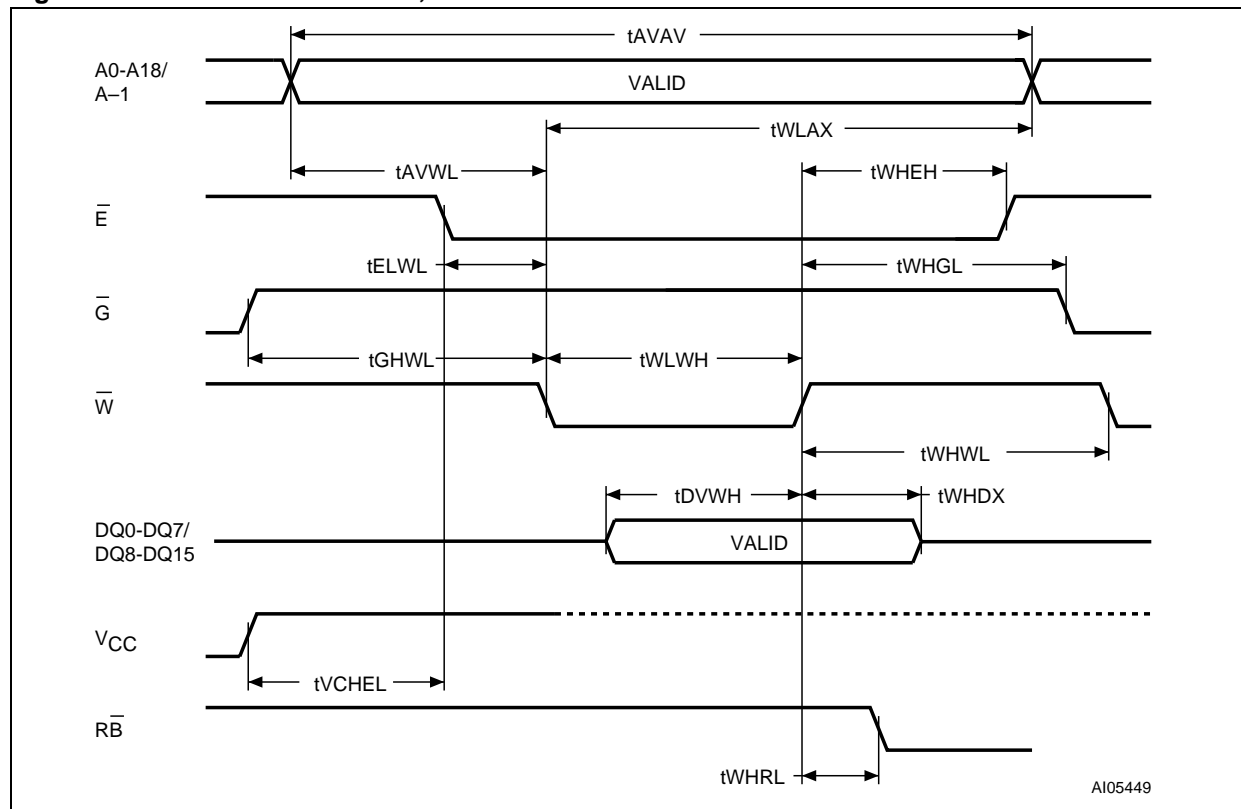 tAVAV
A0-A18/
A–1
VALID
tWLAX
tAVWL
tWHEH
E̅
tELWL
tWHGL
G̅
tGHWL
tWLWH
W̅
tWHWL
tDVWH
tWHDX
DQ0-DQ7/
DQ8-DQ15
VALID
VCC
tVCHEL
RB̅
tWHRL
AI05449